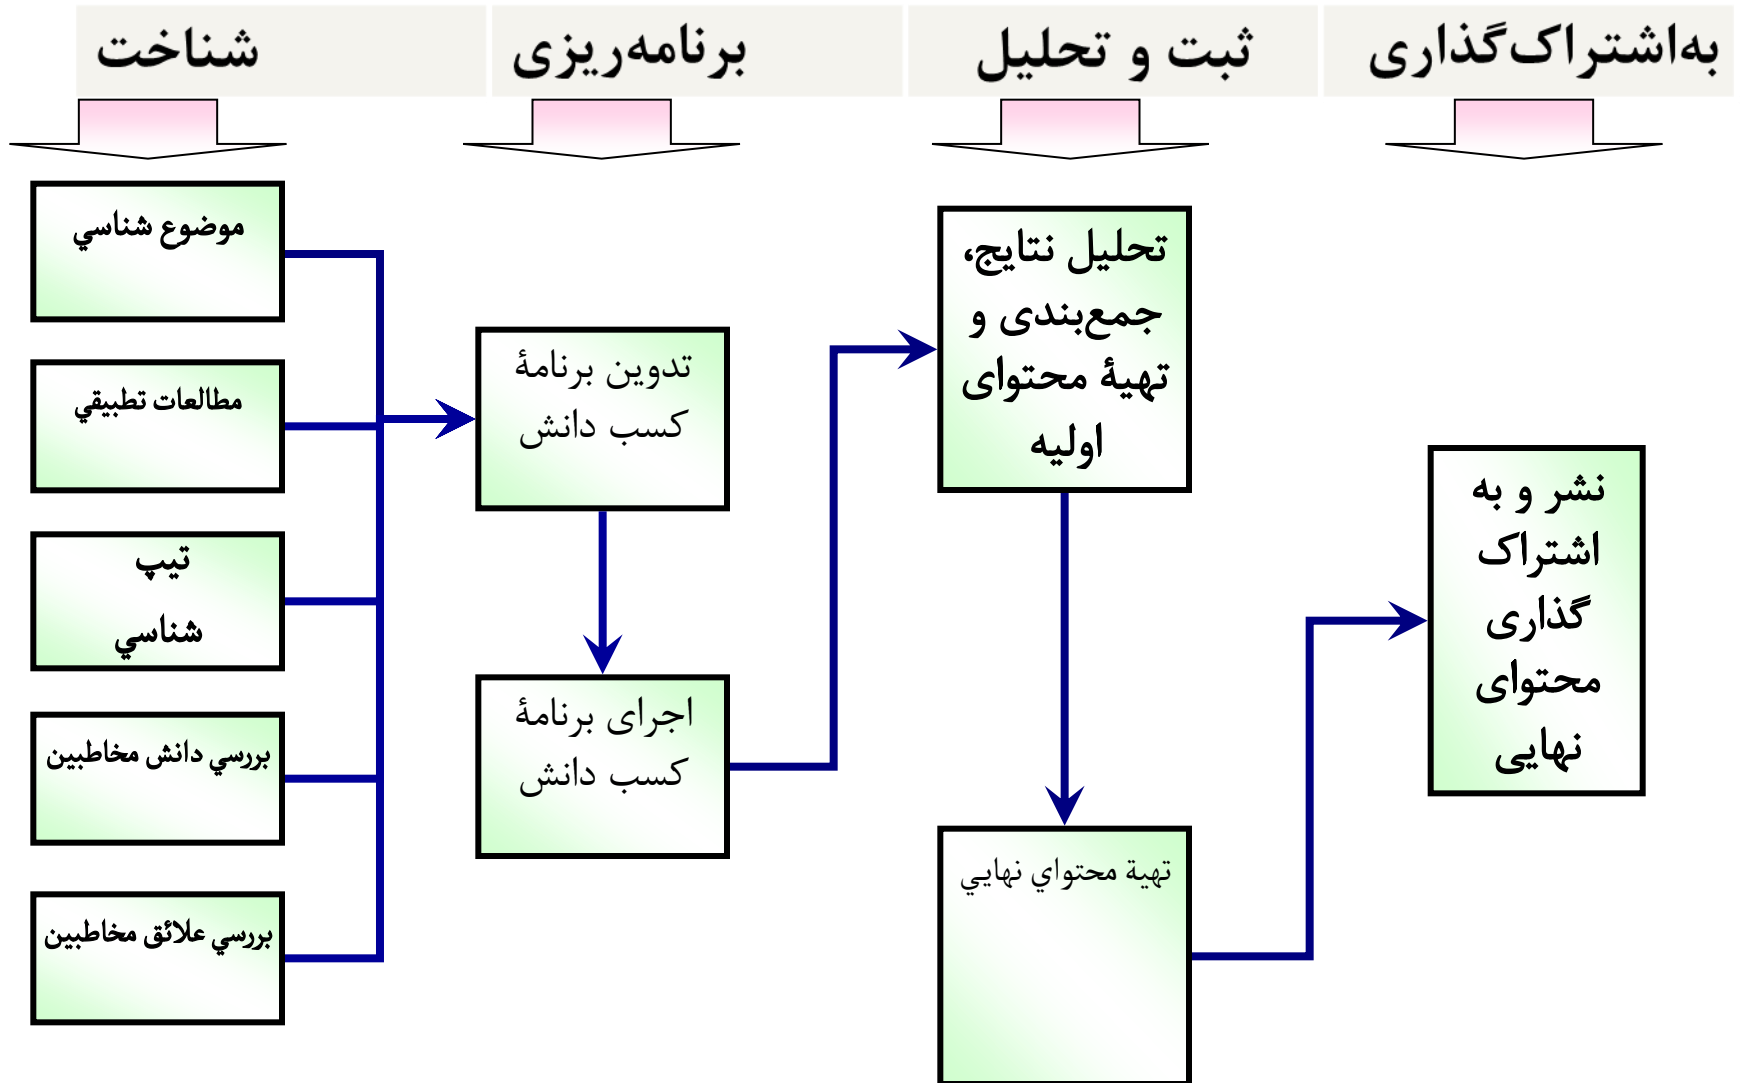 شناخت
برنامه‌ریزی
ثبت و تحلیل
به‌اشتراک‌گذاری
موضوع شناسي
مطالعات تطبيقي
تيپ
شناسي
بررسي دانش مخاطبين
بررسي علائق مخاطبين
تدوین برنامهٔ
کسب دانش
اجرای برنامهٔ
کسب دانش
تحلیل نتایج،
جمع‌بندی و
تهیهٔ محتوای
اولیه
تهية محتواي نهايي
نشر و به
اشتراک
گذاری
محتوای
نهایی